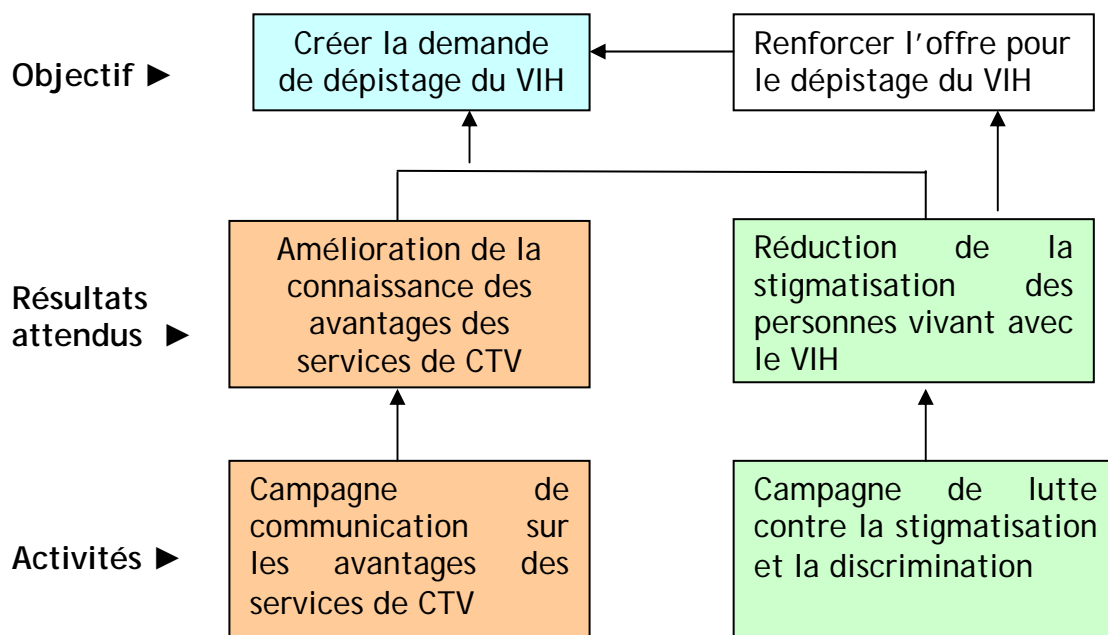 Objectif ►
Créer la demande
de dépistage du VIH
Renforcer l'offre pour
le dépistage du VIH
Résultats
attendus ►
Amélioration de la
connaissance des
avantages des
services de CTV
Réduction de la
stigmatisation des
personnes vivant avec
le VIH
Activités ►
Campagne de
communication sur
les avantages des
services de CTV
Campagne de lutte
contre la stigmatisation
et la discrimination